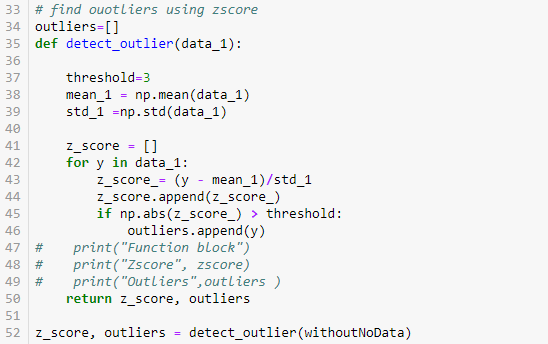 33 # find ouotliers using zscore
34 outliers=[]
35 def detect_outlier(data_1):
36
37     threshold=3
38     mean_1 = np.mean(data_1)
39     std_1 =np.std(data_1)
40
41     z_score = []
42     for y in data_1:
43         z_score_= (y - mean_1)/std_1
44         z_score.append(z_score_)
45         if np.abs(z_score_) > threshold:
46             outliers.append(y)
47 #    print("Function block")
48 #    print("Zscore", zscore)
49 #    print("Outliers",outliers )
50     return z_score, outliers
51
52 z_score, outliers = detect_outlier(withoutNoData)